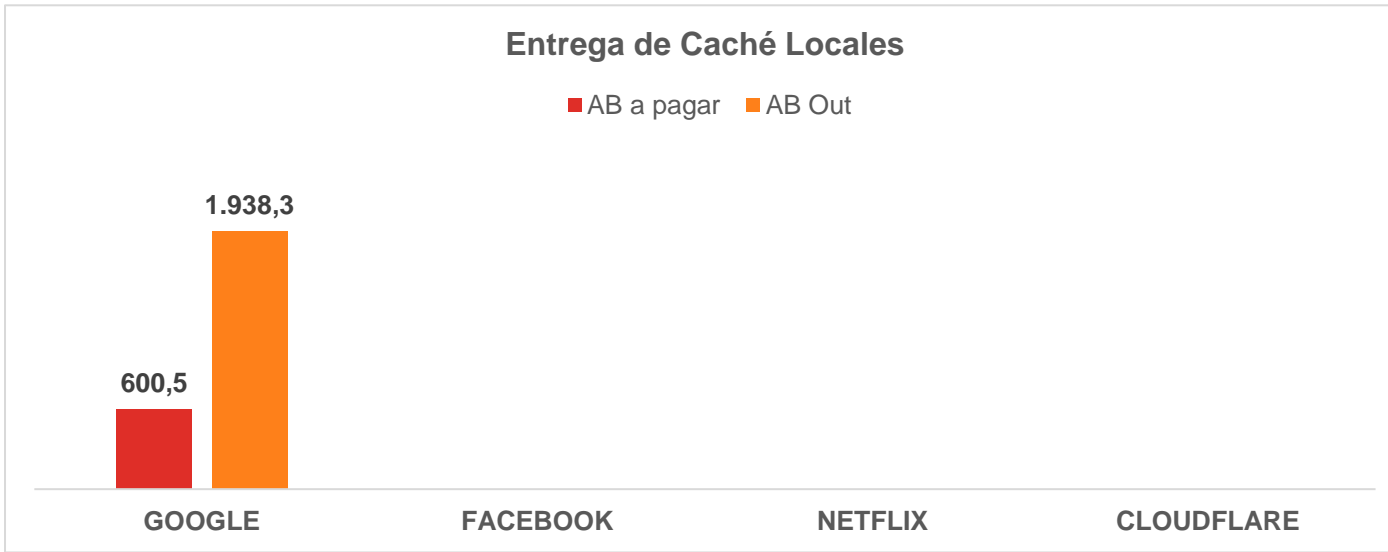 Entrega de Caché Locales
AB a pagar AB Out
1.938,3
600,5
GOOGLE FACEBOOK NETFLIX CLOUDFLARE